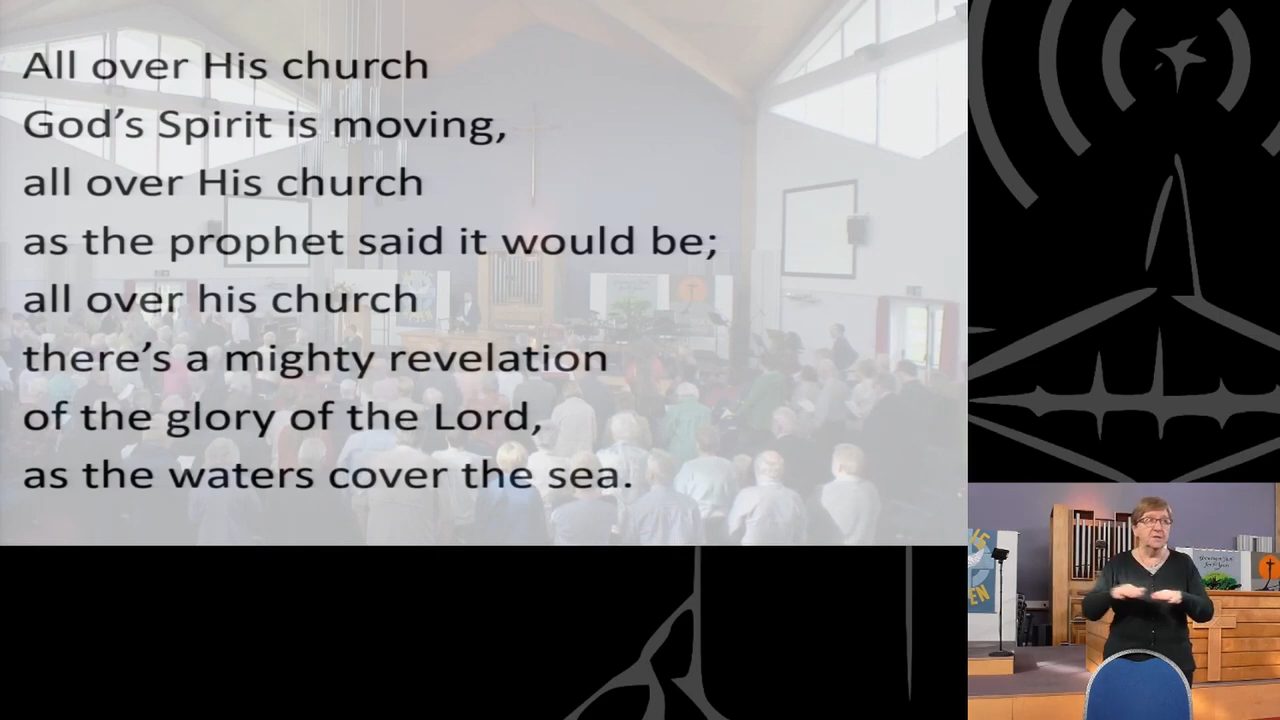 All over His church
God’s Spirit is moving,
all over His church
as the prophet said it would be;
all over his church
there’s a mighty revelation
of the glory of the Lord,
as the waters cover the sea.